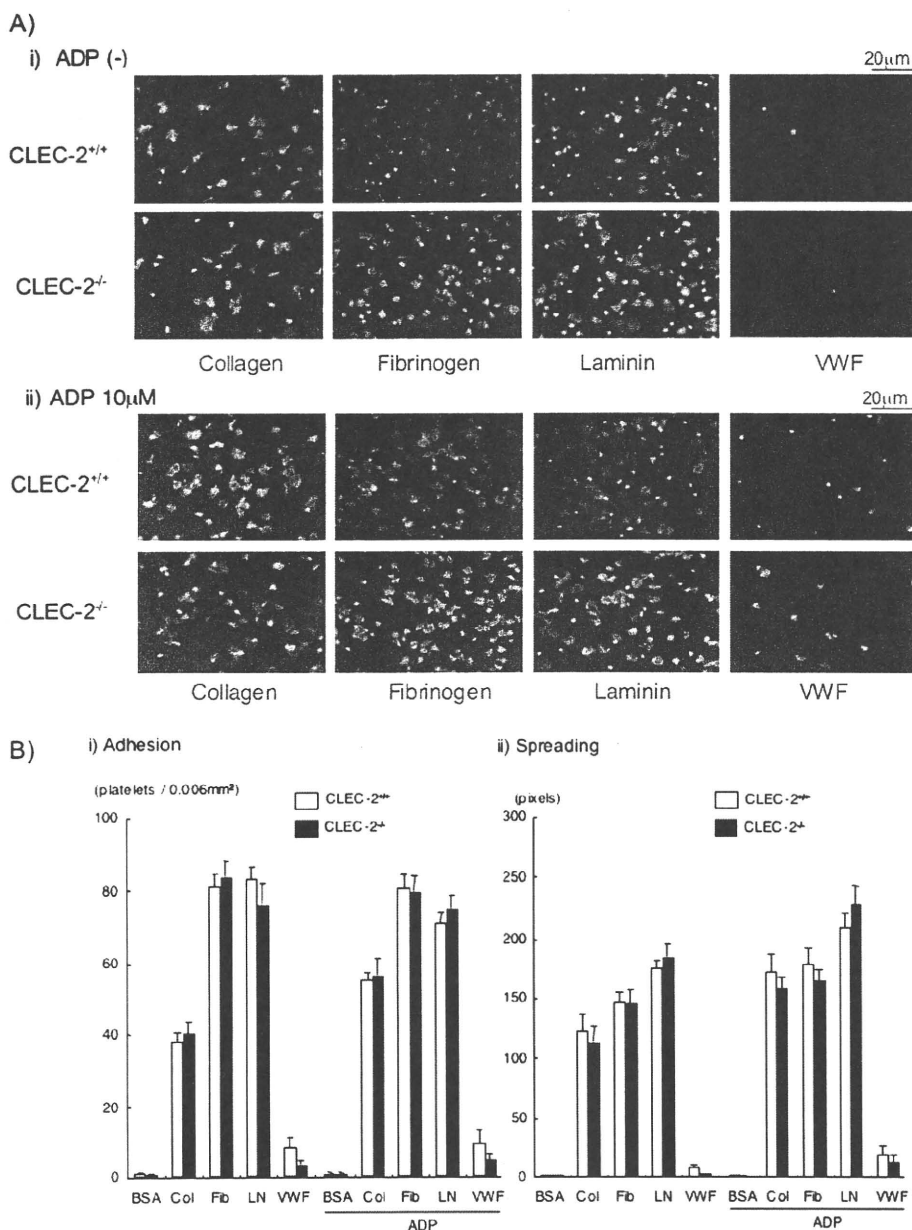 A)
i) ADP (-)
20μm
CLEC-2+/+
CLEC-2-/-
Collagen Fibrinogen Laminin VWF
ii) ADP 10μM
20μm
CLEC-2+/+
CLEC-2-/-
Collagen Fibrinogen Laminin VWF
B)
i) Adhesion
(platelets / 0.006mm²)
CLEC-2+/+
CLEC-2-/-
100
80
60
40
20
0
BSA Col Fib LN VWF BSA Col Fib LN VWF
ADP
ii) Spreading
(pixels)
CLEC-2+/+
CLEC-2-/-
300
250
200
150
100
50
0
BSA Col Fib LN VWF BSA Col Fib LN VWF
ADP